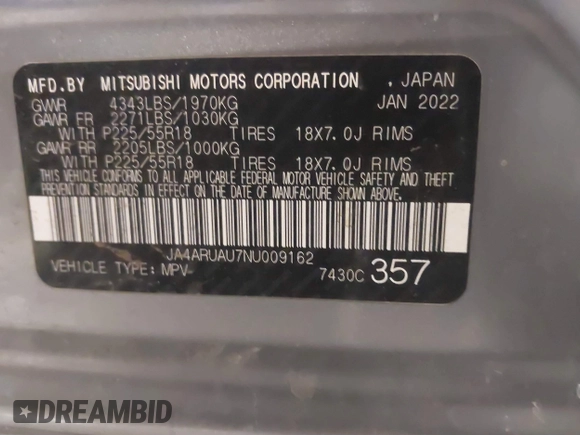 MFD.BY MITSUBISHI MOTORS CORPORATION , JAPAN
GVWR 4343LBS/1970KG JAN 2022
GAWR FR 2271LBS/1030KG
WITH P225/55R18 TIRES 18X7.0J RIMS
GAWR RR 2205LBS/1000KG
WITH P225/55R18 TIRES 18X7.0J RIMS
THIS VEHICLE CONFORMS TO ALL APPLICABLE FEDERAL MOTOR VEHICLE SAFETY AND THEFT
PREVENTION STANDARDS IN EFFECT ON THE DATE OF MANUFACTURE SHOWN ABOVE.
JA4ARUAU7NU009162
VEHICLE TYPE: MPV 7430C 357
DREAMBID